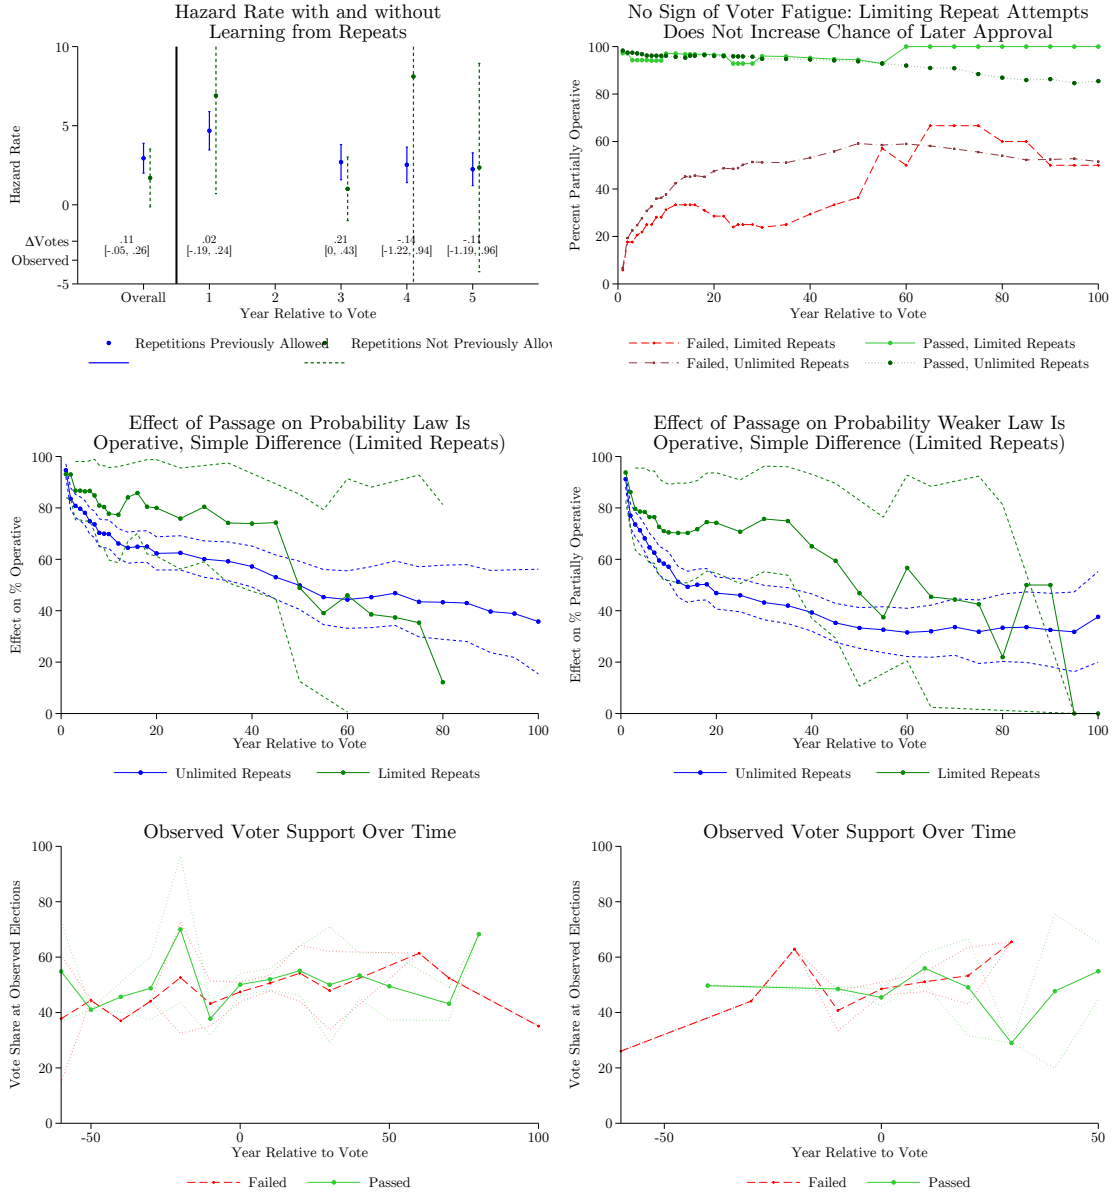 Hazard Rate with and without
Learning from Repeats
10
5
0
-5
Hazard Rate
ΔVotes
Observed
.11
[-.05, .26]
.02
[-.19, .24]
.21
[0, .43]
-.14
[-1.22, .94]
-.11
[-1.19, .96]
Overall 1 2 3 4 5
Year Relative to Vote
Repetitions Previously Allowed Repetitions Not Previously Allow
No Sign of Voter Fatigue: Limiting Repeat Attempts
Does Not Increase Chance of Later Approval
100
80
60
40
20
0
Percent Partially Operative
0 20 40 60 80 100
Year Relative to Vote
Failed, Limited Repeats Passed, Limited Repeats
Failed, Unlimited Repeats Passed, Unlimited Repeats
Effect of Passage on Probability Law Is
Operative, Simple Difference (Limited Repeats)
100
80
60
40
20
0
Effect on % Operative
0 20 40 60 80 100
Year Relative to Vote
Unlimited Repeats Limited Repeats
Effect of Passage on Probability Weaker Law Is
Operative, Simple Difference (Limited Repeats)
100
80
60
40
20
0
Effect on % Partially Operative
0 20 40 60 80 100
Year Relative to Vote
Unlimited Repeats Limited Repeats
Observed Voter Support Over Time
100
80
60
40
20
0
Vote Share at Observed Elections
-50 0 50 100
Year Relative to Vote
Failed Passed
Observed Voter Support Over Time
100
80
60
40
20
0
Vote Share at Observed Elections
-50 0 50
Year Relative to Vote
Failed Passed